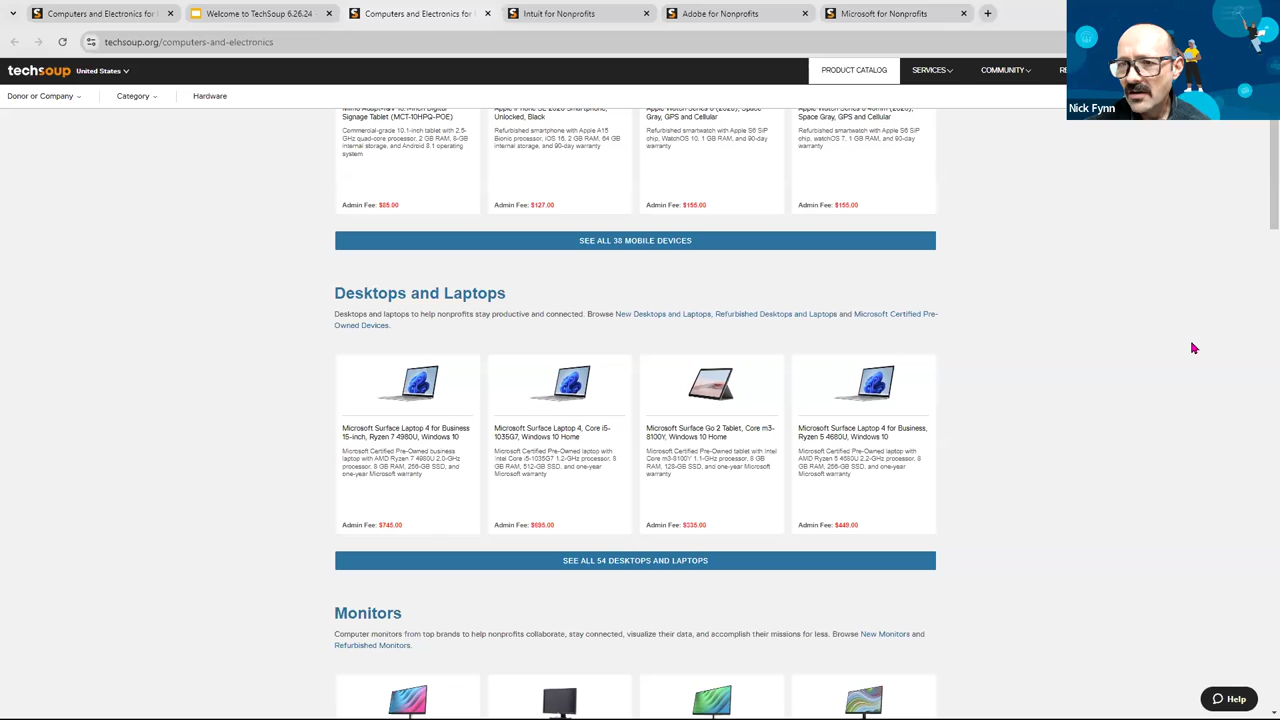 Computers and Electronics for N
Welcome to TechSoup 6.26.24
Computers and Electronics for
Intuit for Nonprofits
Adobe for Nonprofits
Microsoft for Nonprofits
techsoup.org/computers-and-electronics
techsoup United States
PRODUCT CATALOG
SERVICES
COMMUNITY
Nick Fynn
Donor or Company
Category
Hardware
Signage Tablet (MCT-10HPQ-POE)
Commercial-grade 10.1-inch tablet with 2.5-
GHz quad-core processor, 2 GB RAM, 8-GB
internal storage, and Android 8.1 operating
system
Admin Fee: $85.00
Apple iPhone SE 2020 Smartphone,
Unlocked, Black
Refurbished smartphone with Apple A15
Bionic processor, iOS 16, 2 GB RAM, 64 GB
internal storage, and 90-day warranty
Admin Fee: $127.00
Apple Watch Series 6 (2020), Space
Gray, GPS and Cellular
Refurbished smartwatch with Apple S6 SiP
chip, watchOS 10, 1 GB RAM, and 90-day
warranty
Admin Fee: $155.00
Apple Watch Series 6 40mm (2020),
Space Gray, GPS and Cellular
Refurbished smartwatch with Apple S6 SiP
chip, watchOS 7, 1 GB RAM, and 90-day
warranty
Admin Fee: $155.00
SEE ALL 38 MOBILE DEVICES
Desktops and Laptops
Desktops and laptops to help nonprofits stay productive and connected. Browse New Desktops and Laptops, Refurbished Desktops and Laptops and Microsoft Certified Pre-
Owned Devices.
Microsoft Surface Laptop 4 for Business
15-inch, Ryzen 7 4980U, Windows 10
Microsoft Certified Pre-Owned business
laptop with AMD Ryzen 7 4980U 2.0-GHz
processor, 8 GB RAM, 256-GB SSD, and
one-year Microsoft warranty
Admin Fee: $745.00
Microsoft Surface Laptop 4, Core i5-
1035G7, Windows 10 Home
Microsoft Certified Pre-Owned laptop with
Intel Core i5-1035G7 1.2-GHz processor, 8
GB RAM, 512-GB SSD, and one-year
Microsoft warranty
Admin Fee: $695.00
Microsoft Surface Go 2 Tablet, Core m3-
8100Y, Windows 10 Home
Microsoft Certified Pre-Owned tablet with Intel
Core m3-8100Y 1.1-GHz processor, 8 GB
RAM, 128-GB SSD, and one-year Microsoft
warranty
Admin Fee: $335.00
Microsoft Surface Laptop 4 for Business,
Ryzen 5 4680U, Windows 10
Microsoft Certified Pre-Owned laptop with
AMD Ryzen 5 4680U 2.2-GHz processor, 8
GB RAM, 256-GB SSD, and one-year
Microsoft warranty
Admin Fee: $449.00
SEE ALL 54 DESKTOPS AND LAPTOPS
Monitors
Computer monitors from top brands to help nonprofits collaborate, stay connected, visualize their data, and accomplish their missions for less. Browse New Monitors and
Refurbished Monitors.
Help